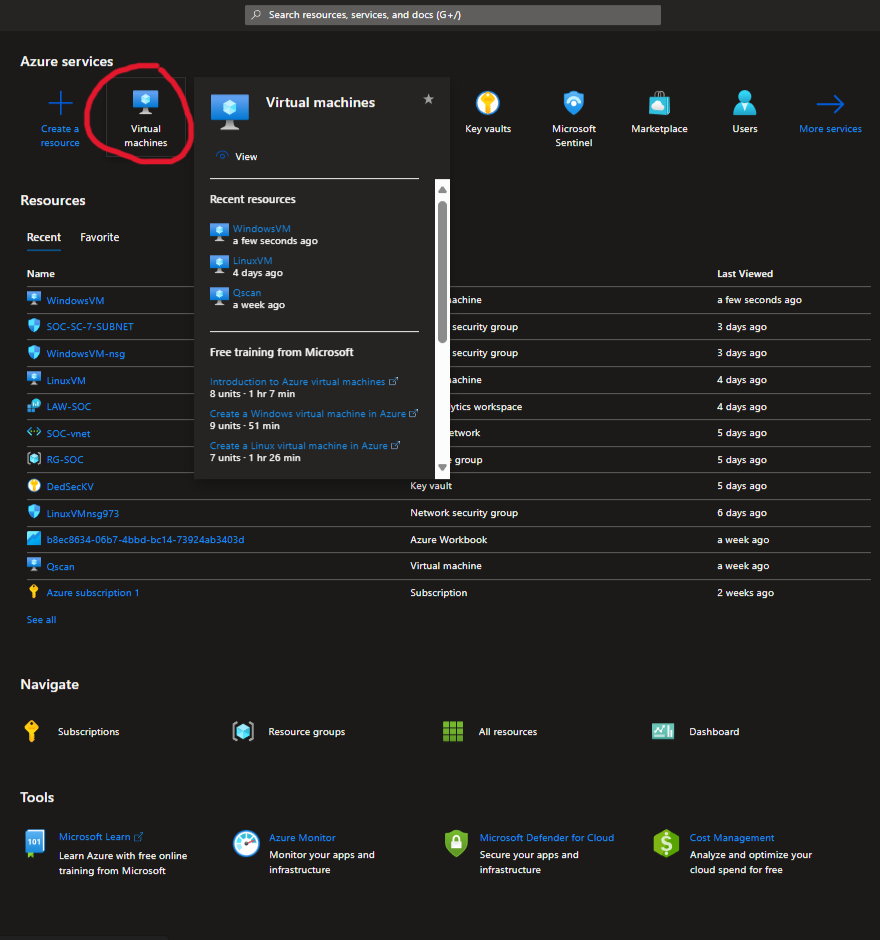 Search resources, services, and docs (G+/)
Azure services
Create a
resource
Virtual
machines
Virtual machines
View
Recent resources
WindowsVM
a few seconds ago
LinuxVM
4 days ago
Qscan
a week ago
Free training from Microsoft
Introduction to Azure virtual machines
8 units · 1 hr 7 min
Create a Windows virtual machine in Azure
9 units · 51 min
Create a Linux virtual machine in Azure
7 units · 1 hr 26 min
Key vaults
Microsoft
Sentinel
Marketplace
Users
More services
Resources
Recent Favorite
Name Last Viewed
WindowsVM achine a few seconds ago
SOC-SC-7-SUBNET security group 3 days ago
WindowsVM-nsg security group 3 days ago
LinuxVM achine 4 days ago
LAW-SOC ytics workspace 4 days ago
SOC-vnet etwork 5 days ago
RG-SOC e group 5 days ago
DedSecKV Key vault 5 days ago
LinuxVMnsg973 Network security group 6 days ago
b8ec8634-06b7-4bbd-bc14-73924ab3403d Azure Workbook a week ago
Qscan Virtual machine a week ago
Azure subscription 1 Subscription 2 weeks ago
See all
Navigate
Subscriptions Resource groups All resources Dashboard
Tools
101
Microsoft Learn
Learn Azure with free online
training from Microsoft
Azure Monitor
Monitor your apps and
infrastructure
Microsoft Defender for Cloud
Secure your apps and
infrastructure
$
Cost Management
Analyze and optimize your
cloud spend for free